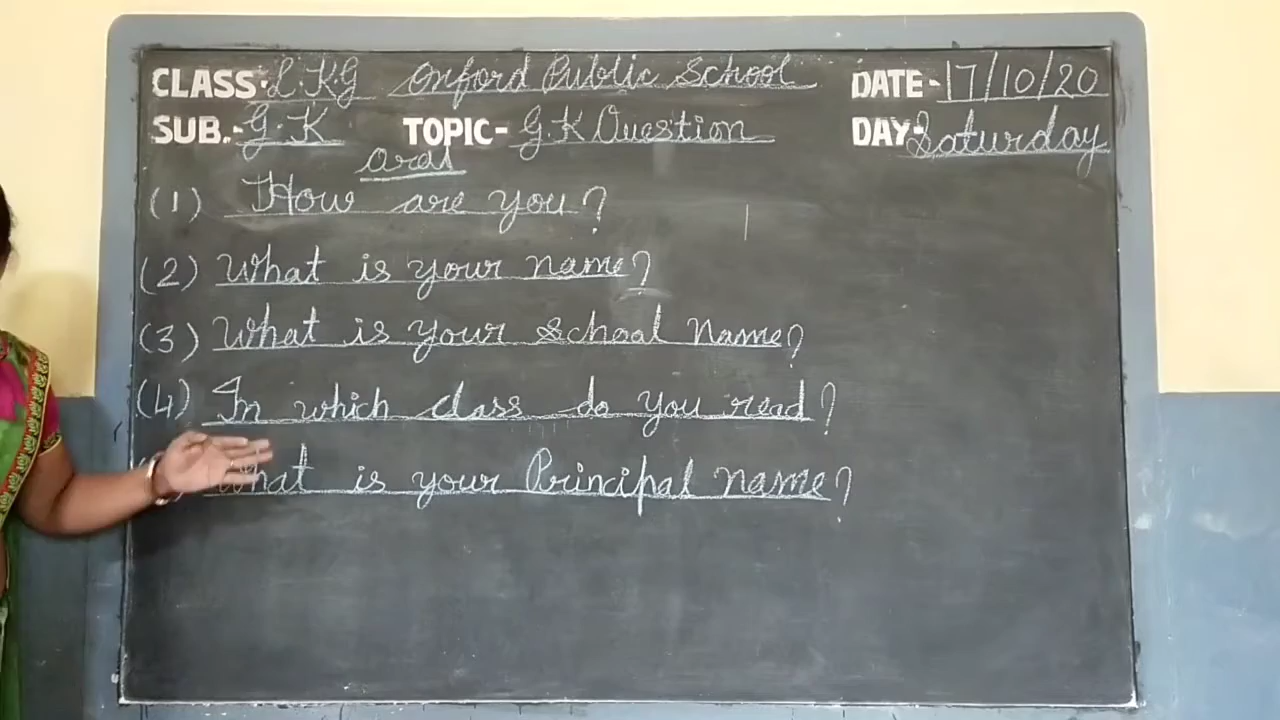 CLASS:- L.KG Oxford Public School DATE-17/10/20
SUB.:- G.K TOPIC- G.K Question DAY:- Saturday
oral
(1) How are you?
(2) What is your name?
(3) What is your School Name?
(4) In which class do you read?
What is your Principal name?